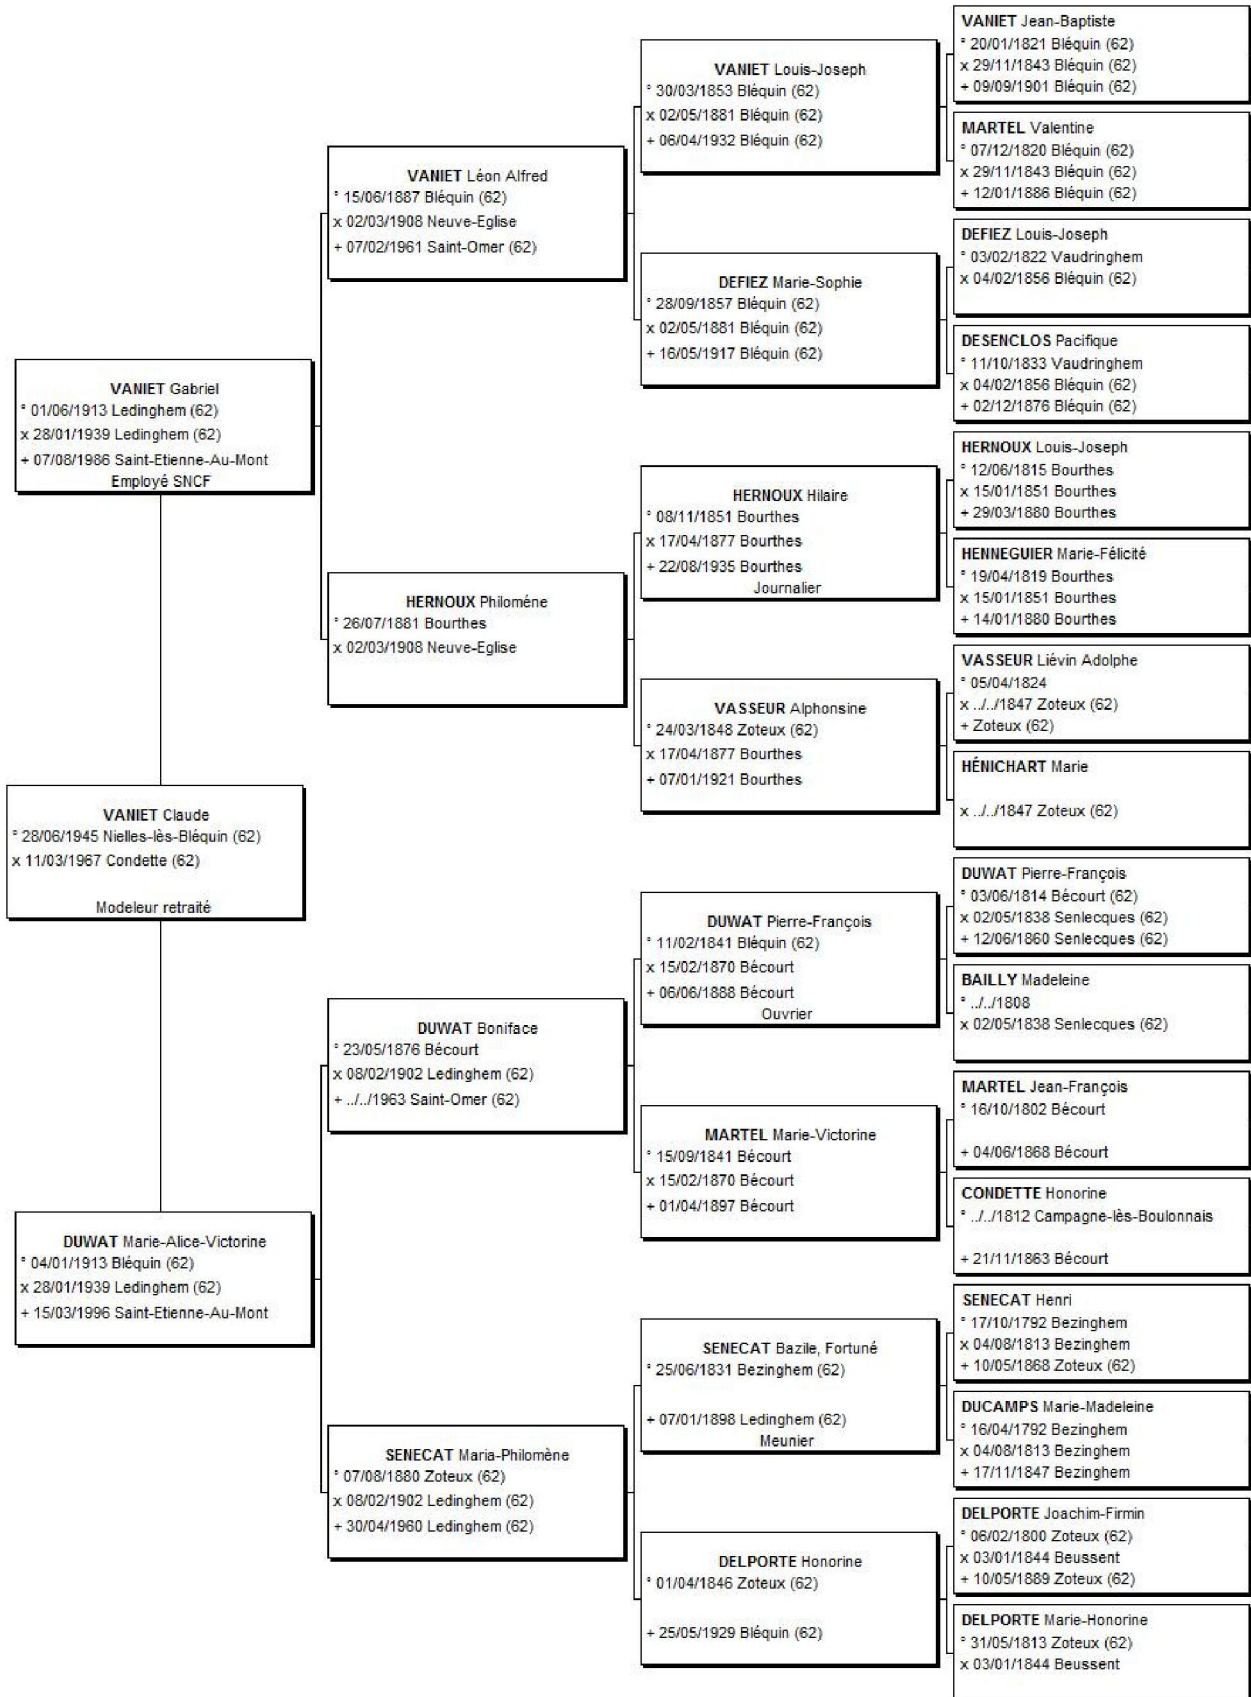 VANIET Gabriel
° 01/06/1913 Ledinghem (62)
x 28/01/1939 Ledinghem (62)
+ 07/08/1986 Saint-Etienne-Au-Mont
Employé SNCF
VANIET Claude
° 28/06/1945 Nielles-lès-Bléquin (62)
x 11/03/1967 Condette (62)
Modeleur retraité
DUWAT Marie-Alice-Victorine
° 04/01/1913 Bléquin (62)
x 28/01/1939 Ledinghem (62)
+ 15/03/1996 Saint-Etienne-Au-Mont
VANIET Léon Alfred
° 15/06/1887 Bléquin (62)
x 02/03/1908 Neuve-Eglise
+ 07/02/1961 Saint-Omer (62)
HERNOUX Philoméne
° 26/07/1881 Bourthes
x 02/03/1908 Neuve-Eglise
DUWAT Boniface
° 23/05/1876 Bécourt
x 08/02/1902 Ledinghem (62)
+ ../../1963 Saint-Omer (62)
SENECAT Maria-Philomène
° 07/08/1880 Zoteux (62)
x 08/02/1902 Ledinghem (62)
+ 30/04/1960 Ledinghem (62)
VANIET Louis-Joseph
° 30/03/1853 Bléquin (62)
x 02/05/1881 Bléquin (62)
+ 06/04/1932 Bléquin (62)
DEFIEZ Marie-Sophie
° 28/09/1857 Bléquin (62)
x 02/05/1881 Bléquin (62)
+ 16/05/1917 Bléquin (62)
HERNOUX Hilaire
° 08/11/1851 Bourthes
x 17/04/1877 Bourthes
+ 22/08/1935 Bourthes
Journalier
VASSEUR Alphonsine
° 24/03/1848 Zoteux (62)
x 17/04/1877 Bourthes
+ 07/01/1921 Bourthes
DUWAT Pierre-François
° 11/02/1841 Bléquin (62)
x 15/02/1870 Bécourt
+ 06/06/1888 Bécourt
Ouvrier
MARTEL Marie-Victorine
° 15/09/1841 Bécourt
x 15/02/1870 Bécourt
+ 01/04/1897 Bécourt
SENECAT Bazile, Fortuné
° 25/06/1831 Bezinghem (62)
+ 07/01/1898 Ledinghem (62)
Meunier
DELPORTE Honorine
° 01/04/1846 Zoteux (62)
+ 25/05/1929 Bléquin (62)
VANIET Jean-Baptiste
° 20/01/1821 Bléquin (62)
x 29/11/1843 Bléquin (62)
+ 09/09/1901 Bléquin (62)
MARTEL Valentine
° 07/12/1820 Bléquin (62)
x 29/11/1843 Bléquin (62)
+ 12/01/1886 Bléquin (62)
DEFIEZ Louis-Joseph
° 03/02/1822 Vaudringhem
x 04/02/1856 Bléquin (62)
DESENCLOS Pacifique
° 11/10/1833 Vaudringhem
x 04/02/1856 Bléquin (62)
+ 02/12/1876 Bléquin (62)
HERNOUX Louis-Joseph
° 12/06/1815 Bourthes
x 15/01/1851 Bourthes
+ 29/03/1880 Bourthes
HENNEGUIER Marie-Félicité
° 19/04/1819 Bourthes
x 15/01/1851 Bourthes
+ 14/01/1880 Bourthes
VASSEUR Liévin Adolphe
° 05/04/1824
x ../../1847 Zoteux (62)
+ Zoteux (62)
HÉNICHART Marie
x ../../1847 Zoteux (62)
DUWAT Pierre-François
° 03/06/1814 Bécourt (62)
x 02/05/1838 Senlecques (62)
+ 12/06/1860 Senlecques (62)
BAILLY Madeleine
° ../../1808
x 02/05/1838 Senlecques (62)
MARTEL Jean-François
° 16/10/1802 Bécourt
+ 04/06/1868 Bécourt
CONDETTE Honorine
° ../../1812 Campagne-lès-Boulonnais
+ 21/11/1863 Bécourt
SENECAT Henri
° 17/10/1792 Bezinghem
x 04/08/1813 Bezinghem
+ 10/05/1868 Zoteux (62)
DUCAMPS Marie-Madeleine
° 16/04/1792 Bezinghem
x 04/08/1813 Bezinghem
+ 17/11/1847 Bezinghem
DELPORTE Joachim-Firmin
° 06/02/1800 Zoteux (62)
x 03/01/1844 Beussent
+ 10/05/1889 Zoteux (62)
DELPORTE Marie-Honorine
° 31/05/1813 Zoteux (62)
x 03/01/1844 Beussent